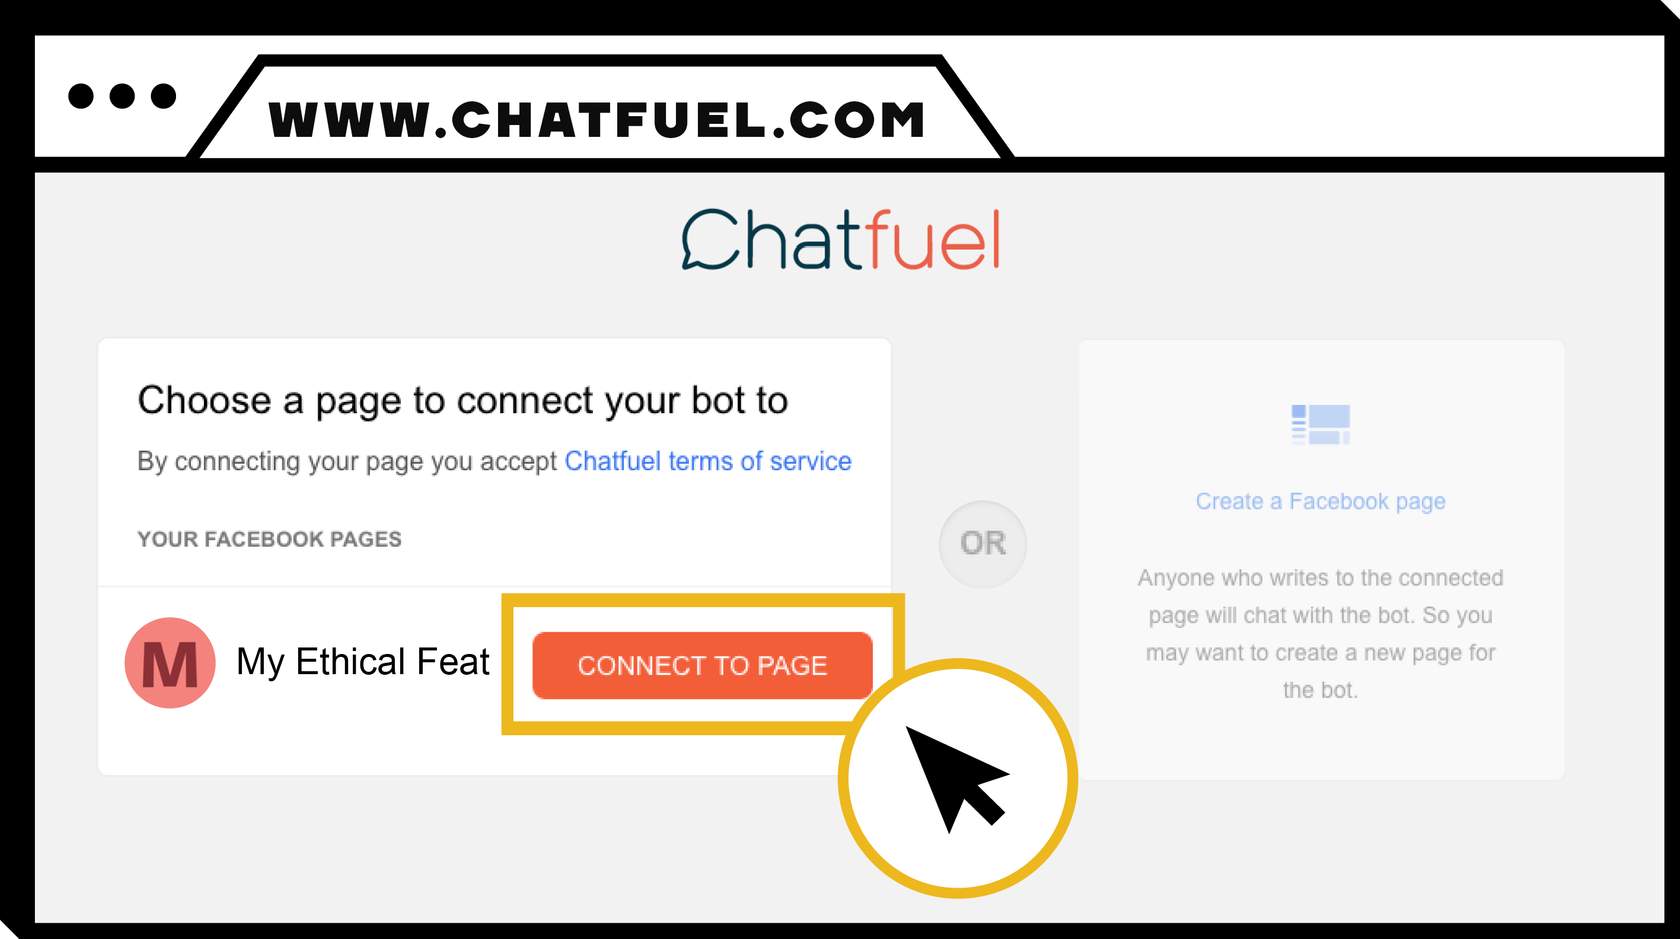 WWW.CHATFUEL.COM
Chatfuel
Choose a page to connect your bot to
By connecting your page you accept Chatfuel terms of service
YOUR FACEBOOK PAGES
M My Ethical Feat CONNECT TO PAGE
OR
Create a Facebook page
Anyone who writes to the connected
page will chat with the bot. So you
may want to create a new page for
the bot.